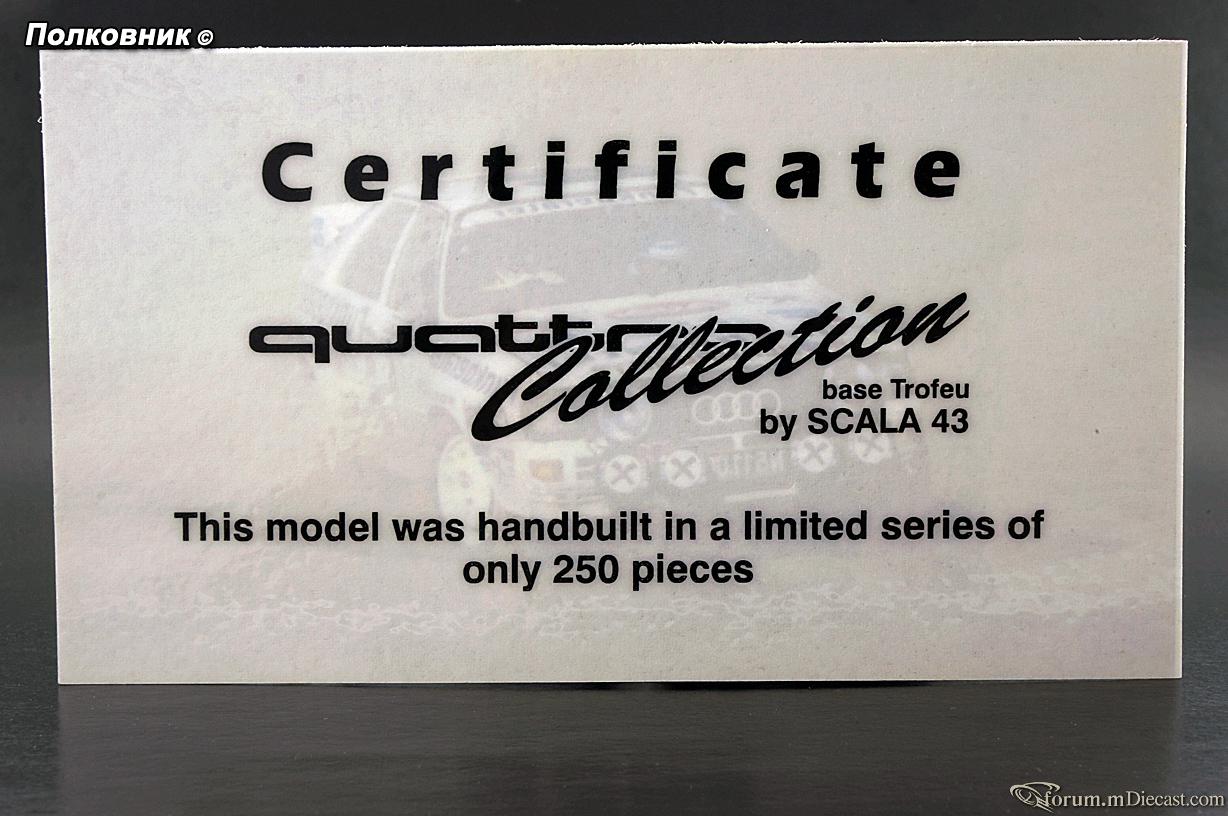 Полковник ©
Certificate
quattro
Collection
base Trofeu
by SCALA 43
This model was handbuilt in a limited series of
only 250 pieces
forum.mDiecast.com